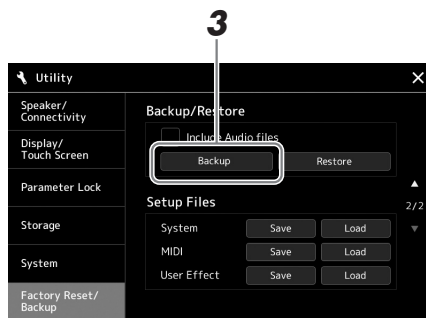 3
Utility
Speaker/
Connectivity
Display/
Touch Screen
Parameter Lock
Storage
System
Factory Reset/
Backup
Backup/Restore
Include Audio files
Backup Restore
Setup Files
System Save Load
MIDI Save Load
User Effect Save Load
2/2